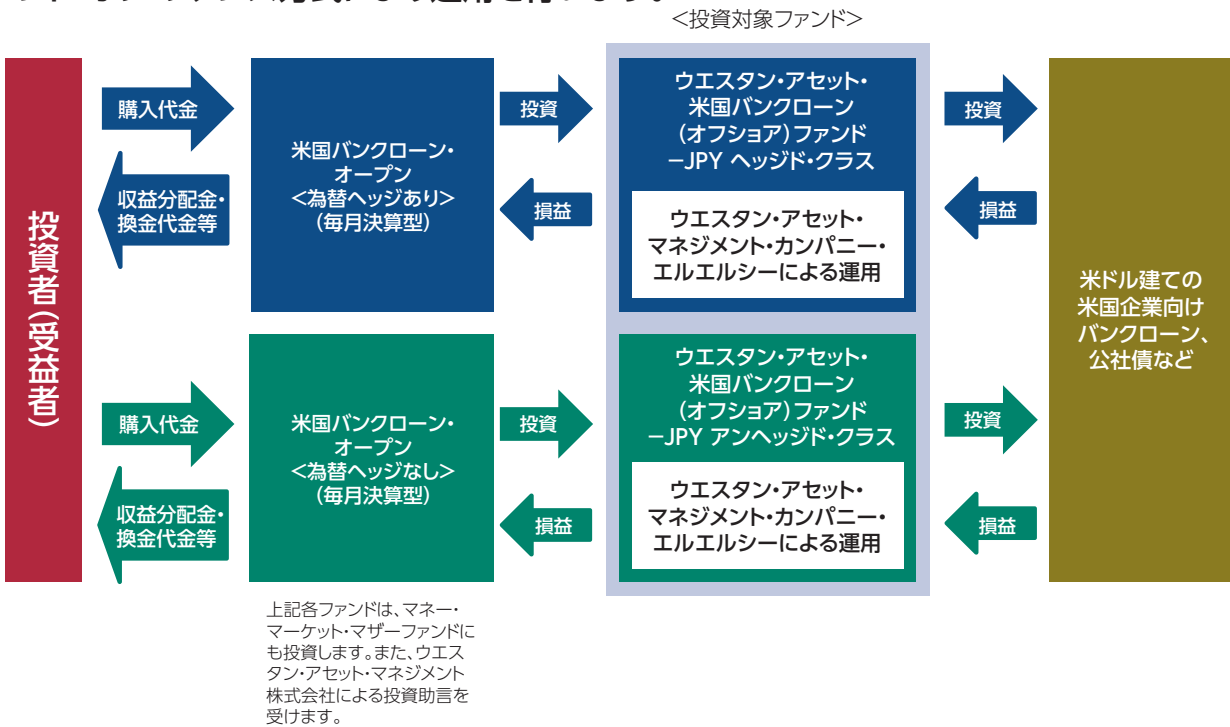 <投資対象ファンド>
投資者(受益者)
購入代金
収益分配金・
換金代金等
米国バンクローン・
オープン
<為替ヘッジあり>
(毎月決算型)
投資
損益
ウエスタン・アセット・
米国バンクローン
(オフショア)ファンド
−JPY ヘッジド・クラス
ウエスタン・アセット・
マネジメント・カンパニー・
エルエルシーによる運用
投資
損益
購入代金
収益分配金・
換金代金等
米国バンクローン・
オープン
<為替ヘッジなし>
(毎月決算型)
投資
損益
ウエスタン・アセット・
米国バンクローン
(オフショア)ファンド
−JPY アンヘッジド・クラス
ウエスタン・アセット・
マネジメント・カンパニー・
エルエルシーによる運用
投資
損益
米ドル建ての
米国企業向け
バンクローン、
公社債など
上記各ファンドは、マネー・
マーケット・マザーファンドに
も投資します。また、ウエス
タン・アセット・マネジメント
株式会社による投資助言を
受けます。